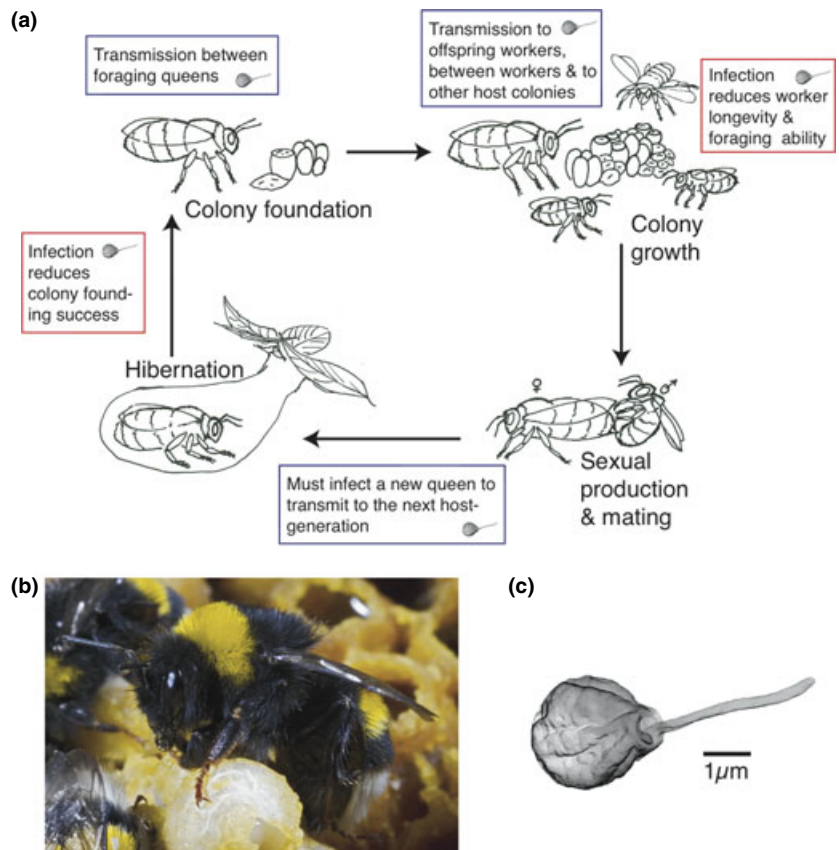 (a)
Transmission between
foraging queens
Transmission to
offspring workers,
between workers & to
other host colonies
Infection
reduces worker
longevity &
foraging ability
Colony foundation
Colony
growth
Infection
reduces
colony found-
ing success
Hibernation
♀
♂
Sexual
production
& mating
Must infect a new queen to
transmit to the next host-
generation
(b)
(c)
1µm